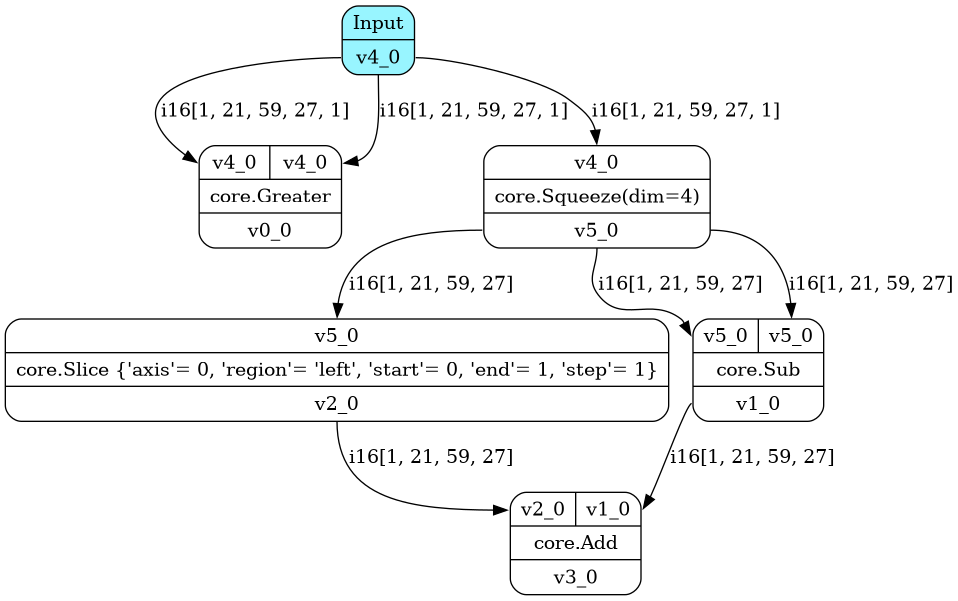 Input
v4_0
i16[1, 21, 59, 27, 1]
i16[1, 21, 59, 27, 1]
i16[1, 21, 59, 27, 1]
v4_0
v4_0
core.Greater
v0_0
v4_0
core.Squeeze(dim=4)
v5_0
i16[1, 21, 59, 27]
i16[1, 21, 59, 27]
i16[1, 21, 59, 27]
v5_0
core.Slice {'axis'= 0, 'region'= 'left', 'start'= 0, 'end'= 1, 'step'= 1}
v2_0
v5_0
v5_0
core.Sub
v1_0
i16[1, 21, 59, 27]
i16[1, 21, 59, 27]
v2_0
v1_0
core.Add
v3_0